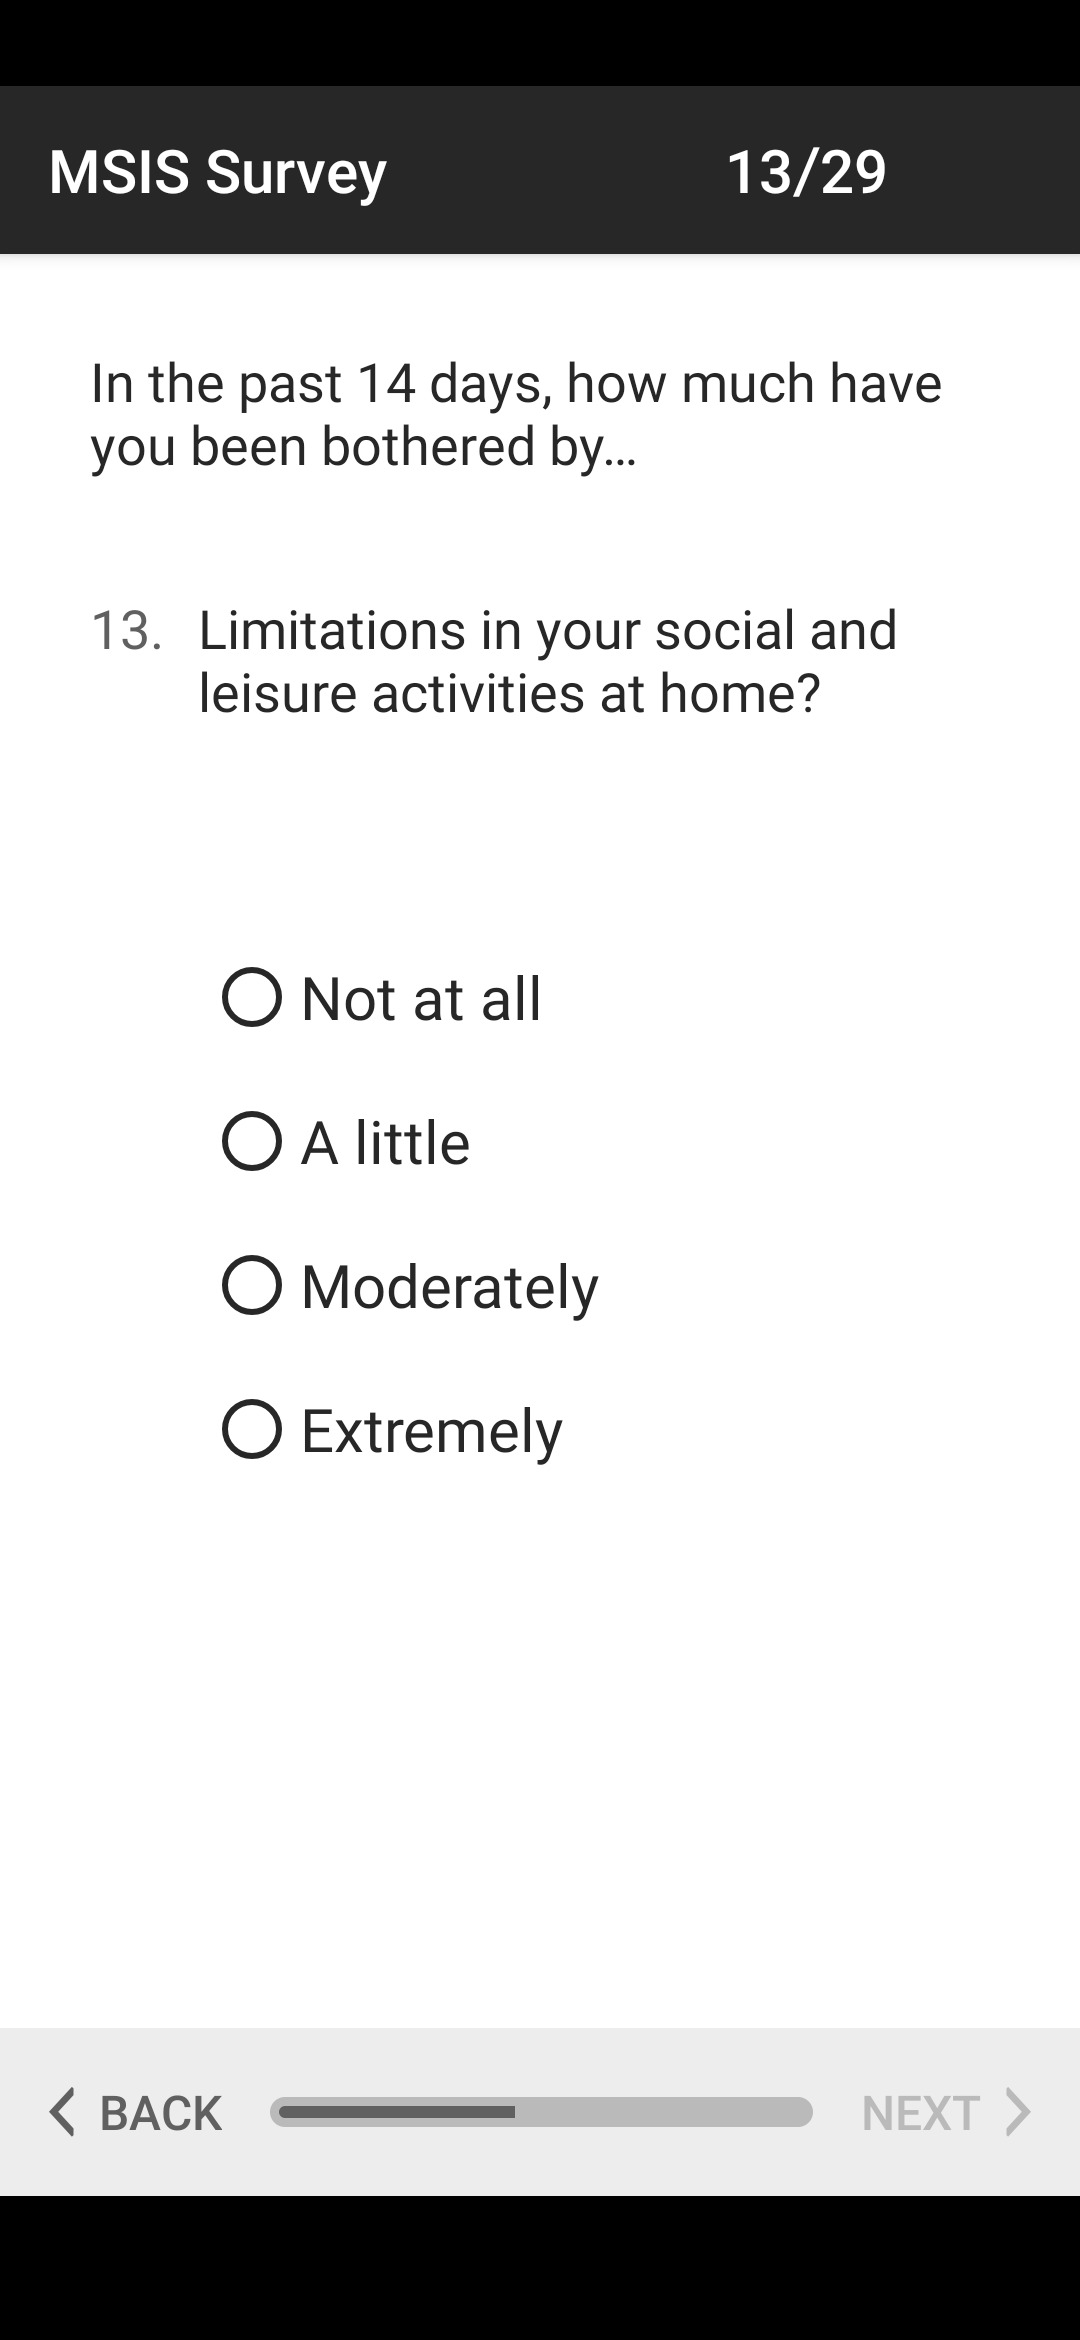 MSIS Survey 13/29
In the past 14 days, how much have
you been bothered by...
13. Limitations in your social and
leisure activities at home?
Not at all
A little
Moderately
Extremely
BACK NEXT